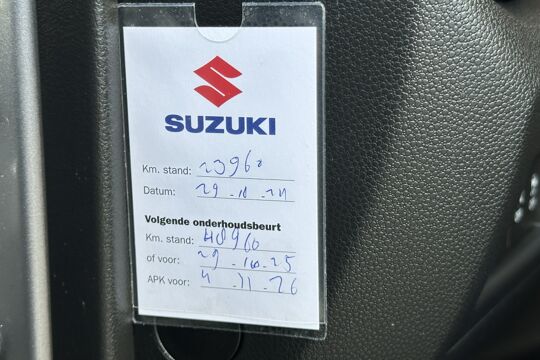 SUZUKI
Km. stand: 23960
Datum: 29-10-24
Volgende onderhoudsbeurt
Km. stand:
of voor: 29-10-25
APK voor: 4-11-26